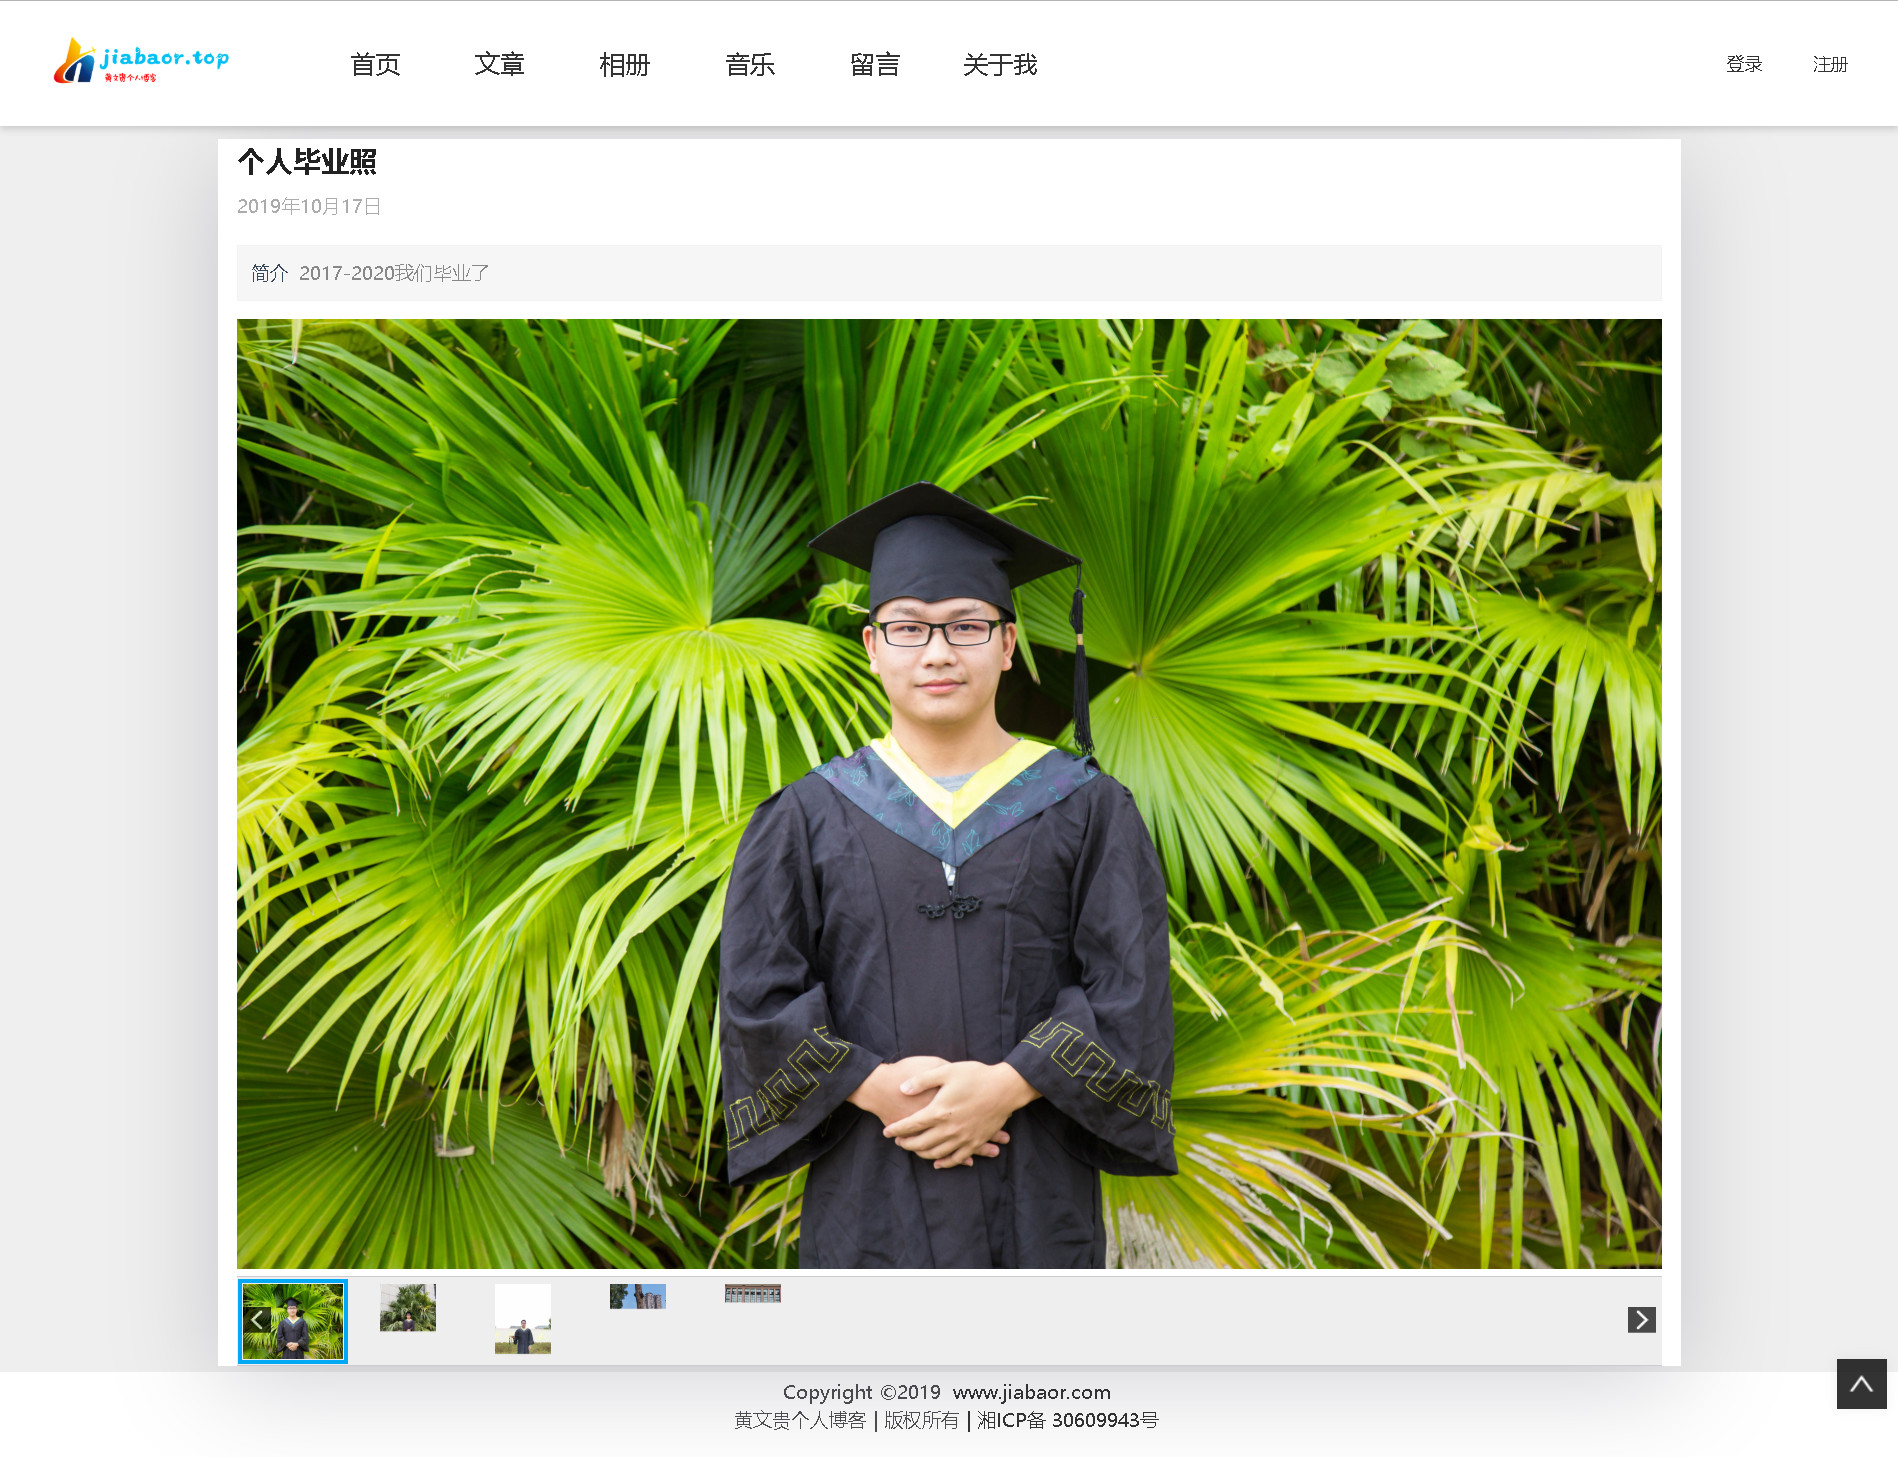 jiabaor.top
黄文贵个人博客
首页 文章 相册 音乐 留言 关于我 登录 注册
个人毕业照
2019年10月17日
简介 2017-2020我们毕业了
Copyright ©2019 www.jiabaor.com
黄文贵个人博客 | 版权所有 | 湘ICP备 30609943号